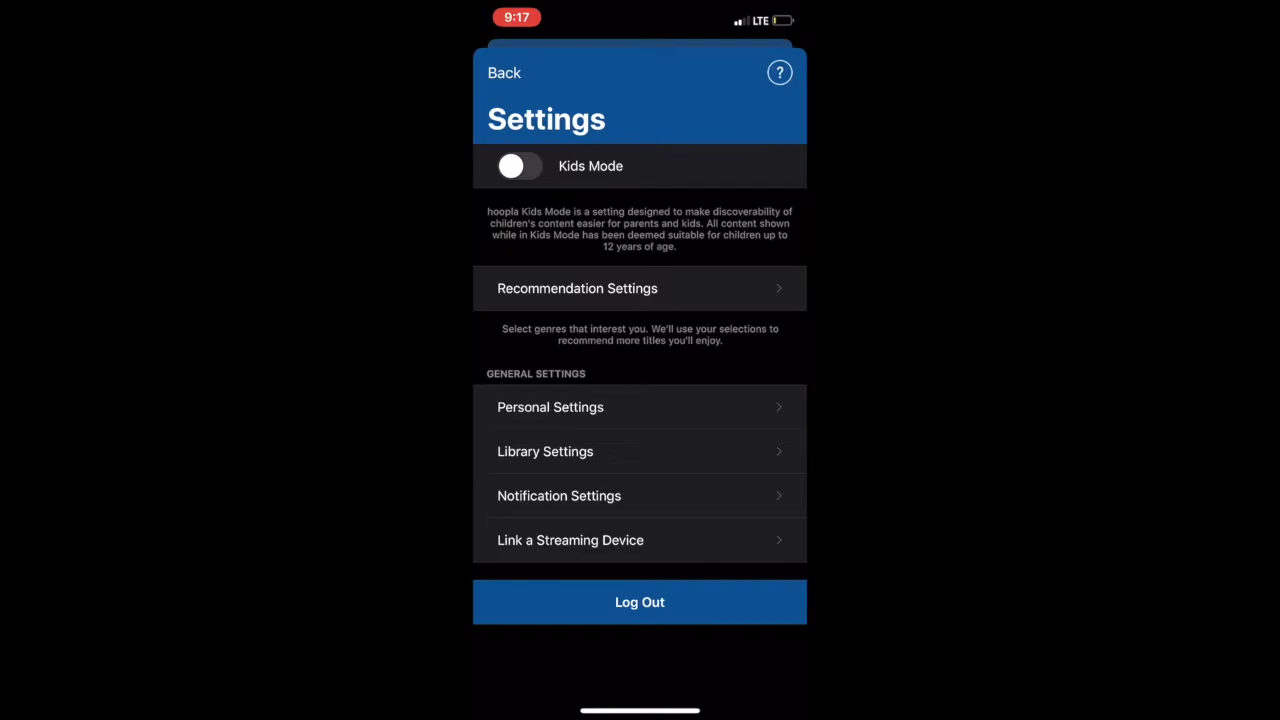 9:17
LTE
Back
?
Settings
Kids Mode
hoopla Kids Mode is a setting designed to make discoverability of
children's content easier for parents and kids. All content shown
while in Kids Mode has been deemed suitable for children up to
12 years of age.
Recommendation Settings
Select genres that interest you. We'll use your selections to
recommend more titles you'll enjoy.
GENERAL SETTINGS
Personal Settings
Library Settings
Notification Settings
Link a Streaming Device
Log Out